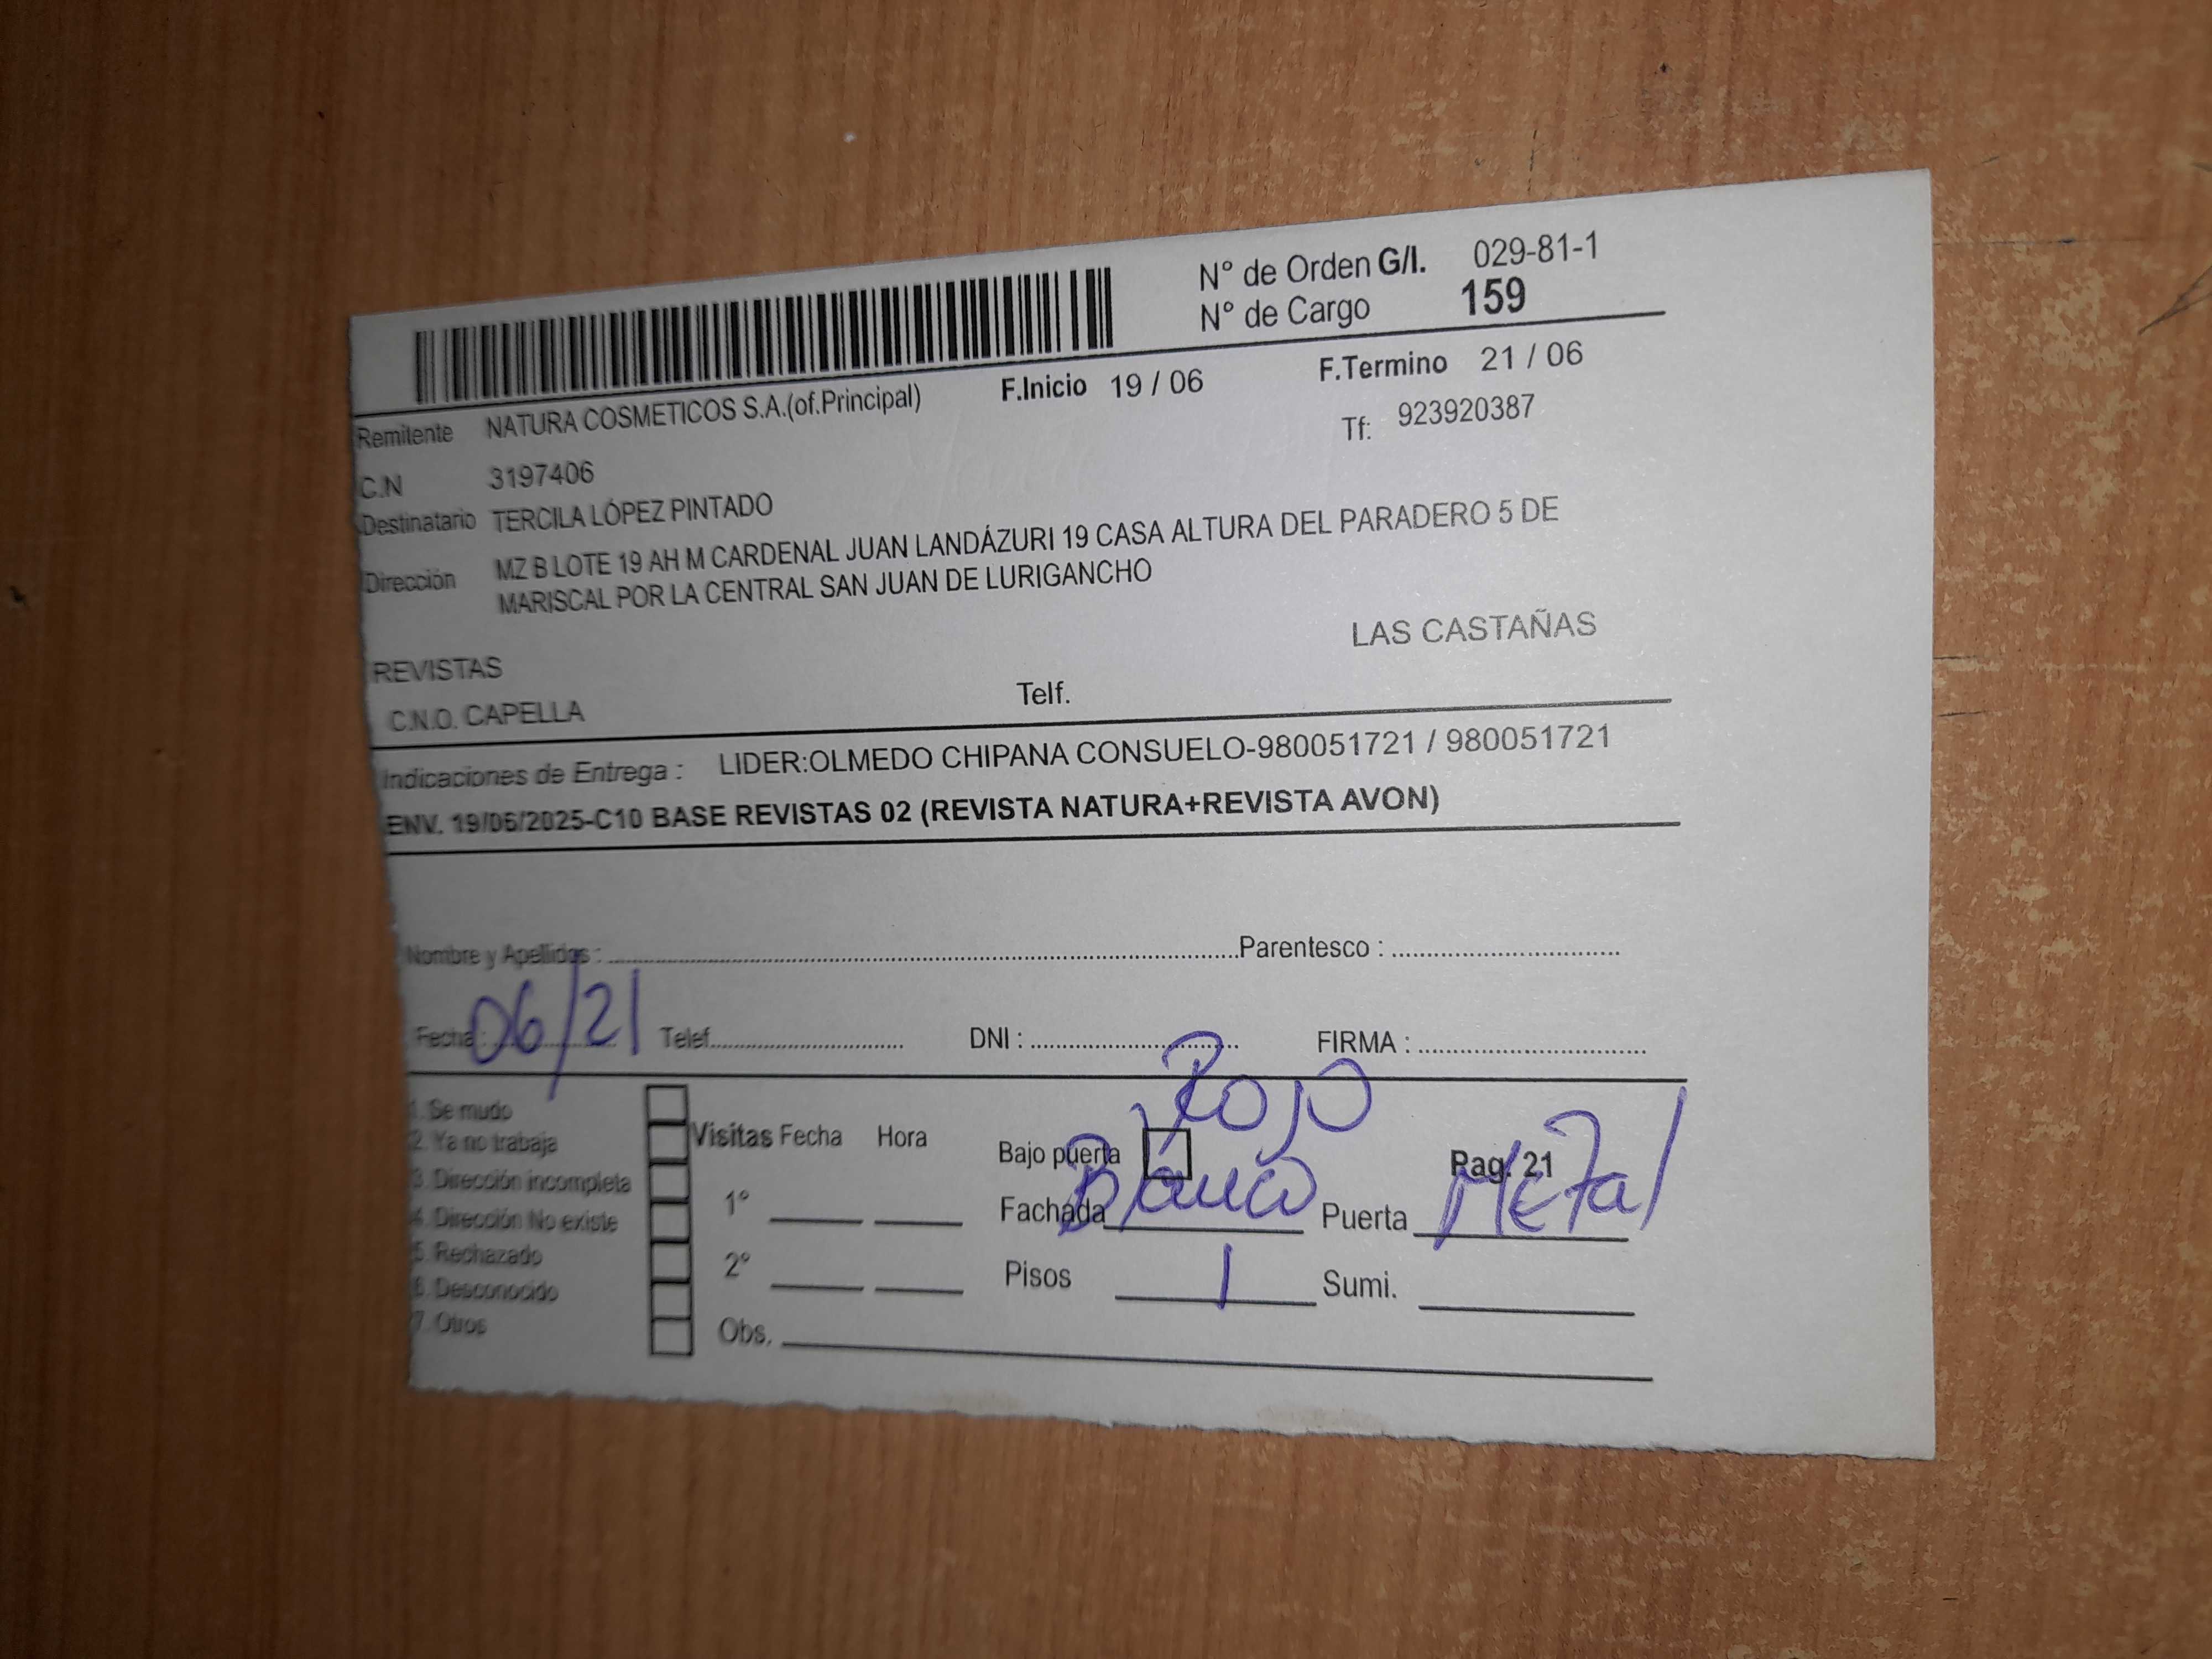 N° de Orden G/I. 029-81-1
N° de Cargo 159
F.Inicio 19 / 06 F.Termino 21 / 06
Remitente NATURA COSMETICOS S.A.(of.Principal) Tf: 923920387
C.N 3197406
Destinatario TERCILA LÓPEZ PINTADO
Dirección MZ B LOTE 19 AH M CARDENAL JUAN LANDÁZURI 19 CASA ALTURA DEL PARADERO 5 DE
MARISCAL POR LA CENTRAL SAN JUAN DE LURIGANCHO
LAS CASTAÑAS
REVISTAS
C.N.O. CAPELLA Telf.
Indicaciones de Entrega : LIDER:OLMEDO CHIPANA CONSUELO-980051721 / 980051721
ENV. 19/06/2025-C10 BASE REVISTAS 02 (REVISTA NATURA+REVISTA AVON)
Nombre y Apellidos : Parentesco :
Fecha : 06/21 Telef. DNI : FIRMA :
Rojo
1. Se mudo
2. Ya no trabaja
3. Dirección incompleta
4. Dirección No existe
5. Rechazado
6. Desconocido
7. Otros
Visitas Fecha Hora
1°
2°
Obs.
Bajo puerta Pag. 21
Fachada Blanco Puerta Metal
Pisos 1 Sumi.